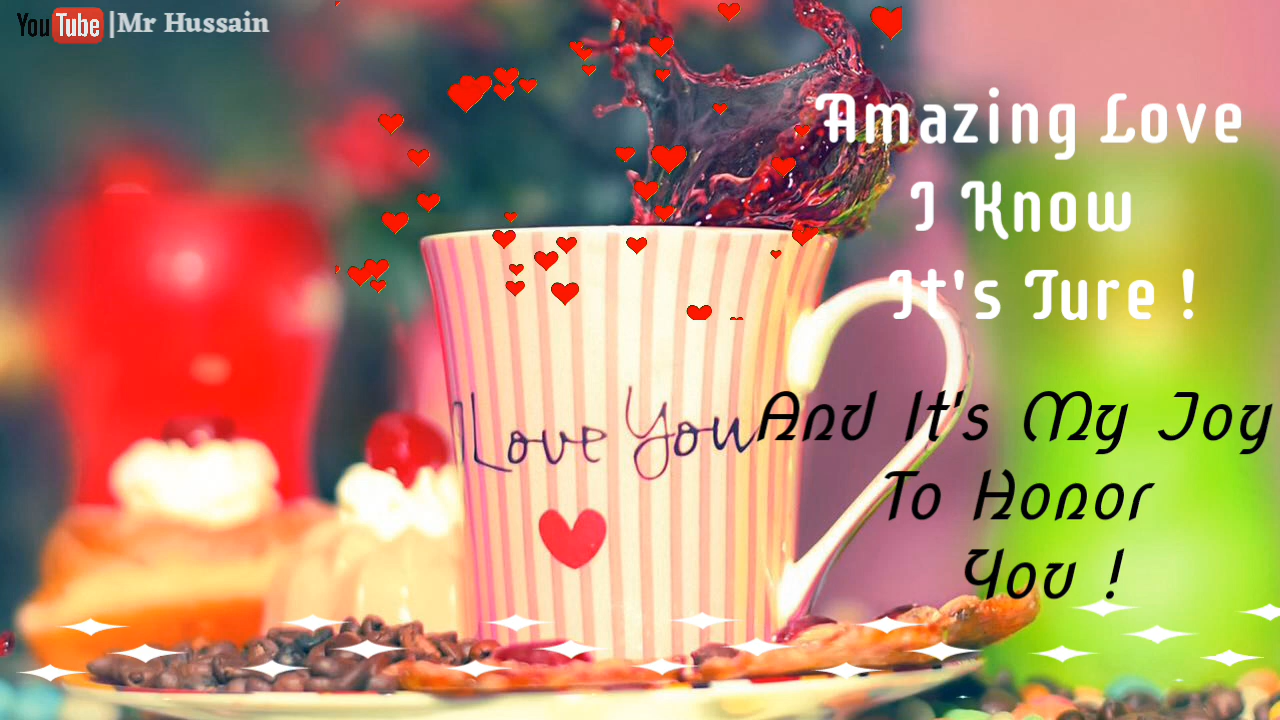 YouTube |Mr Hussain
Amazing Love
I Know
It's Ture !
I Love You
And It's My Joy
To Honor
You !